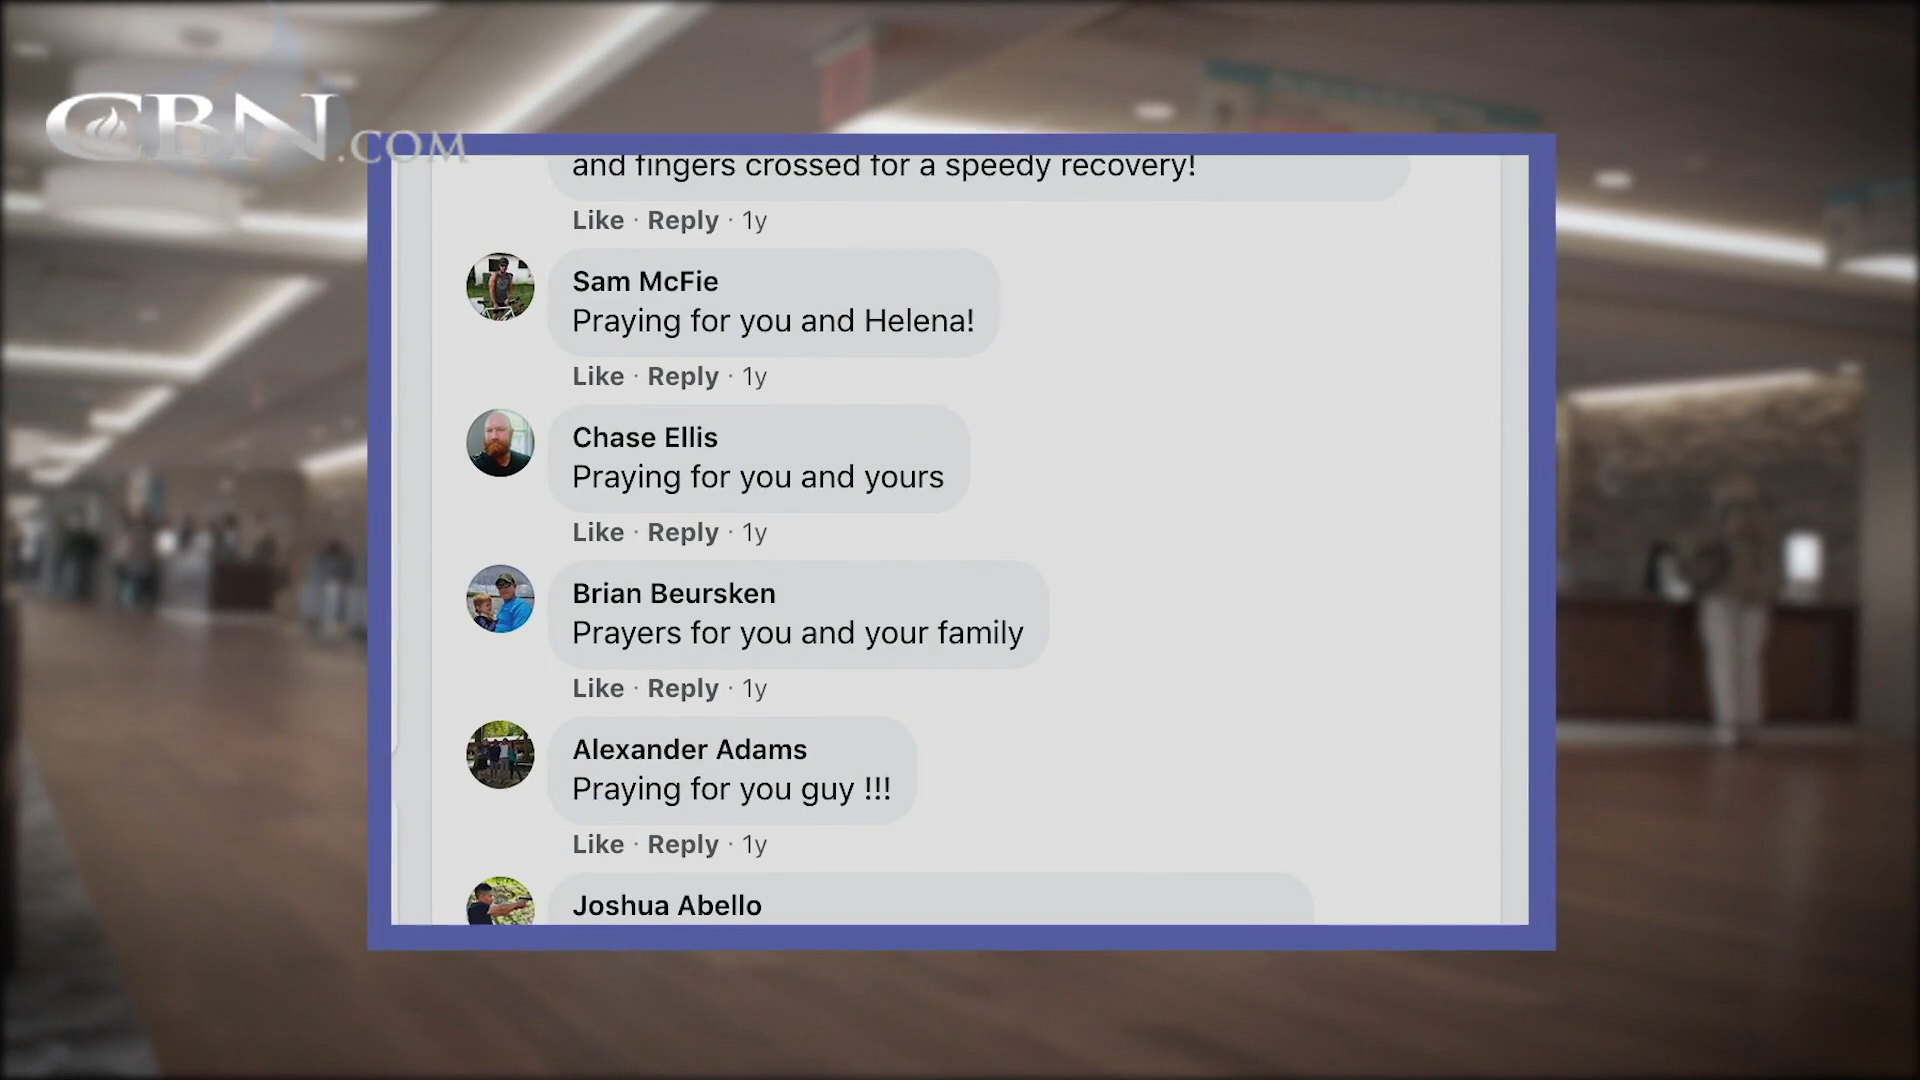 CBN.COM
and fingers crossed for a speedy recovery!
Like · Reply · 1y
Sam McFie
Praying for you and Helena!
Like · Reply · 1y
Chase Ellis
Praying for you and yours
Like · Reply · 1y
Brian Beursken
Prayers for you and your family
Like · Reply · 1y
Alexander Adams
Praying for you guy !!!
Like · Reply · 1y
Joshua Abello